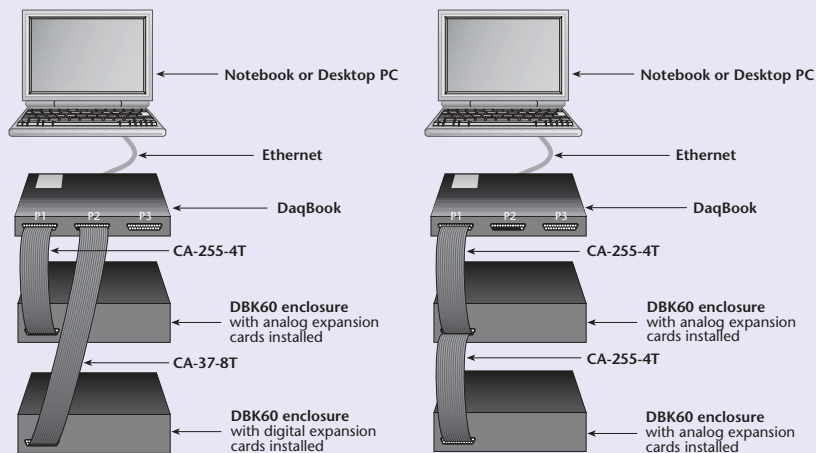 Notebook or Desktop PC
Ethernet
DaqBook
P1 P2 P3
CA-255-4T
DBK60 enclosure
with analog expansion
cards installed
CA-37-8T
DBK60 enclosure
with digital expansion
cards installed
Notebook or Desktop PC
Ethernet
DaqBook
P1 P2 P3
CA-255-4T
DBK60 enclosure
with analog expansion
cards installed
CA-255-4T
DBK60 enclosure
with analog expansion
cards installed